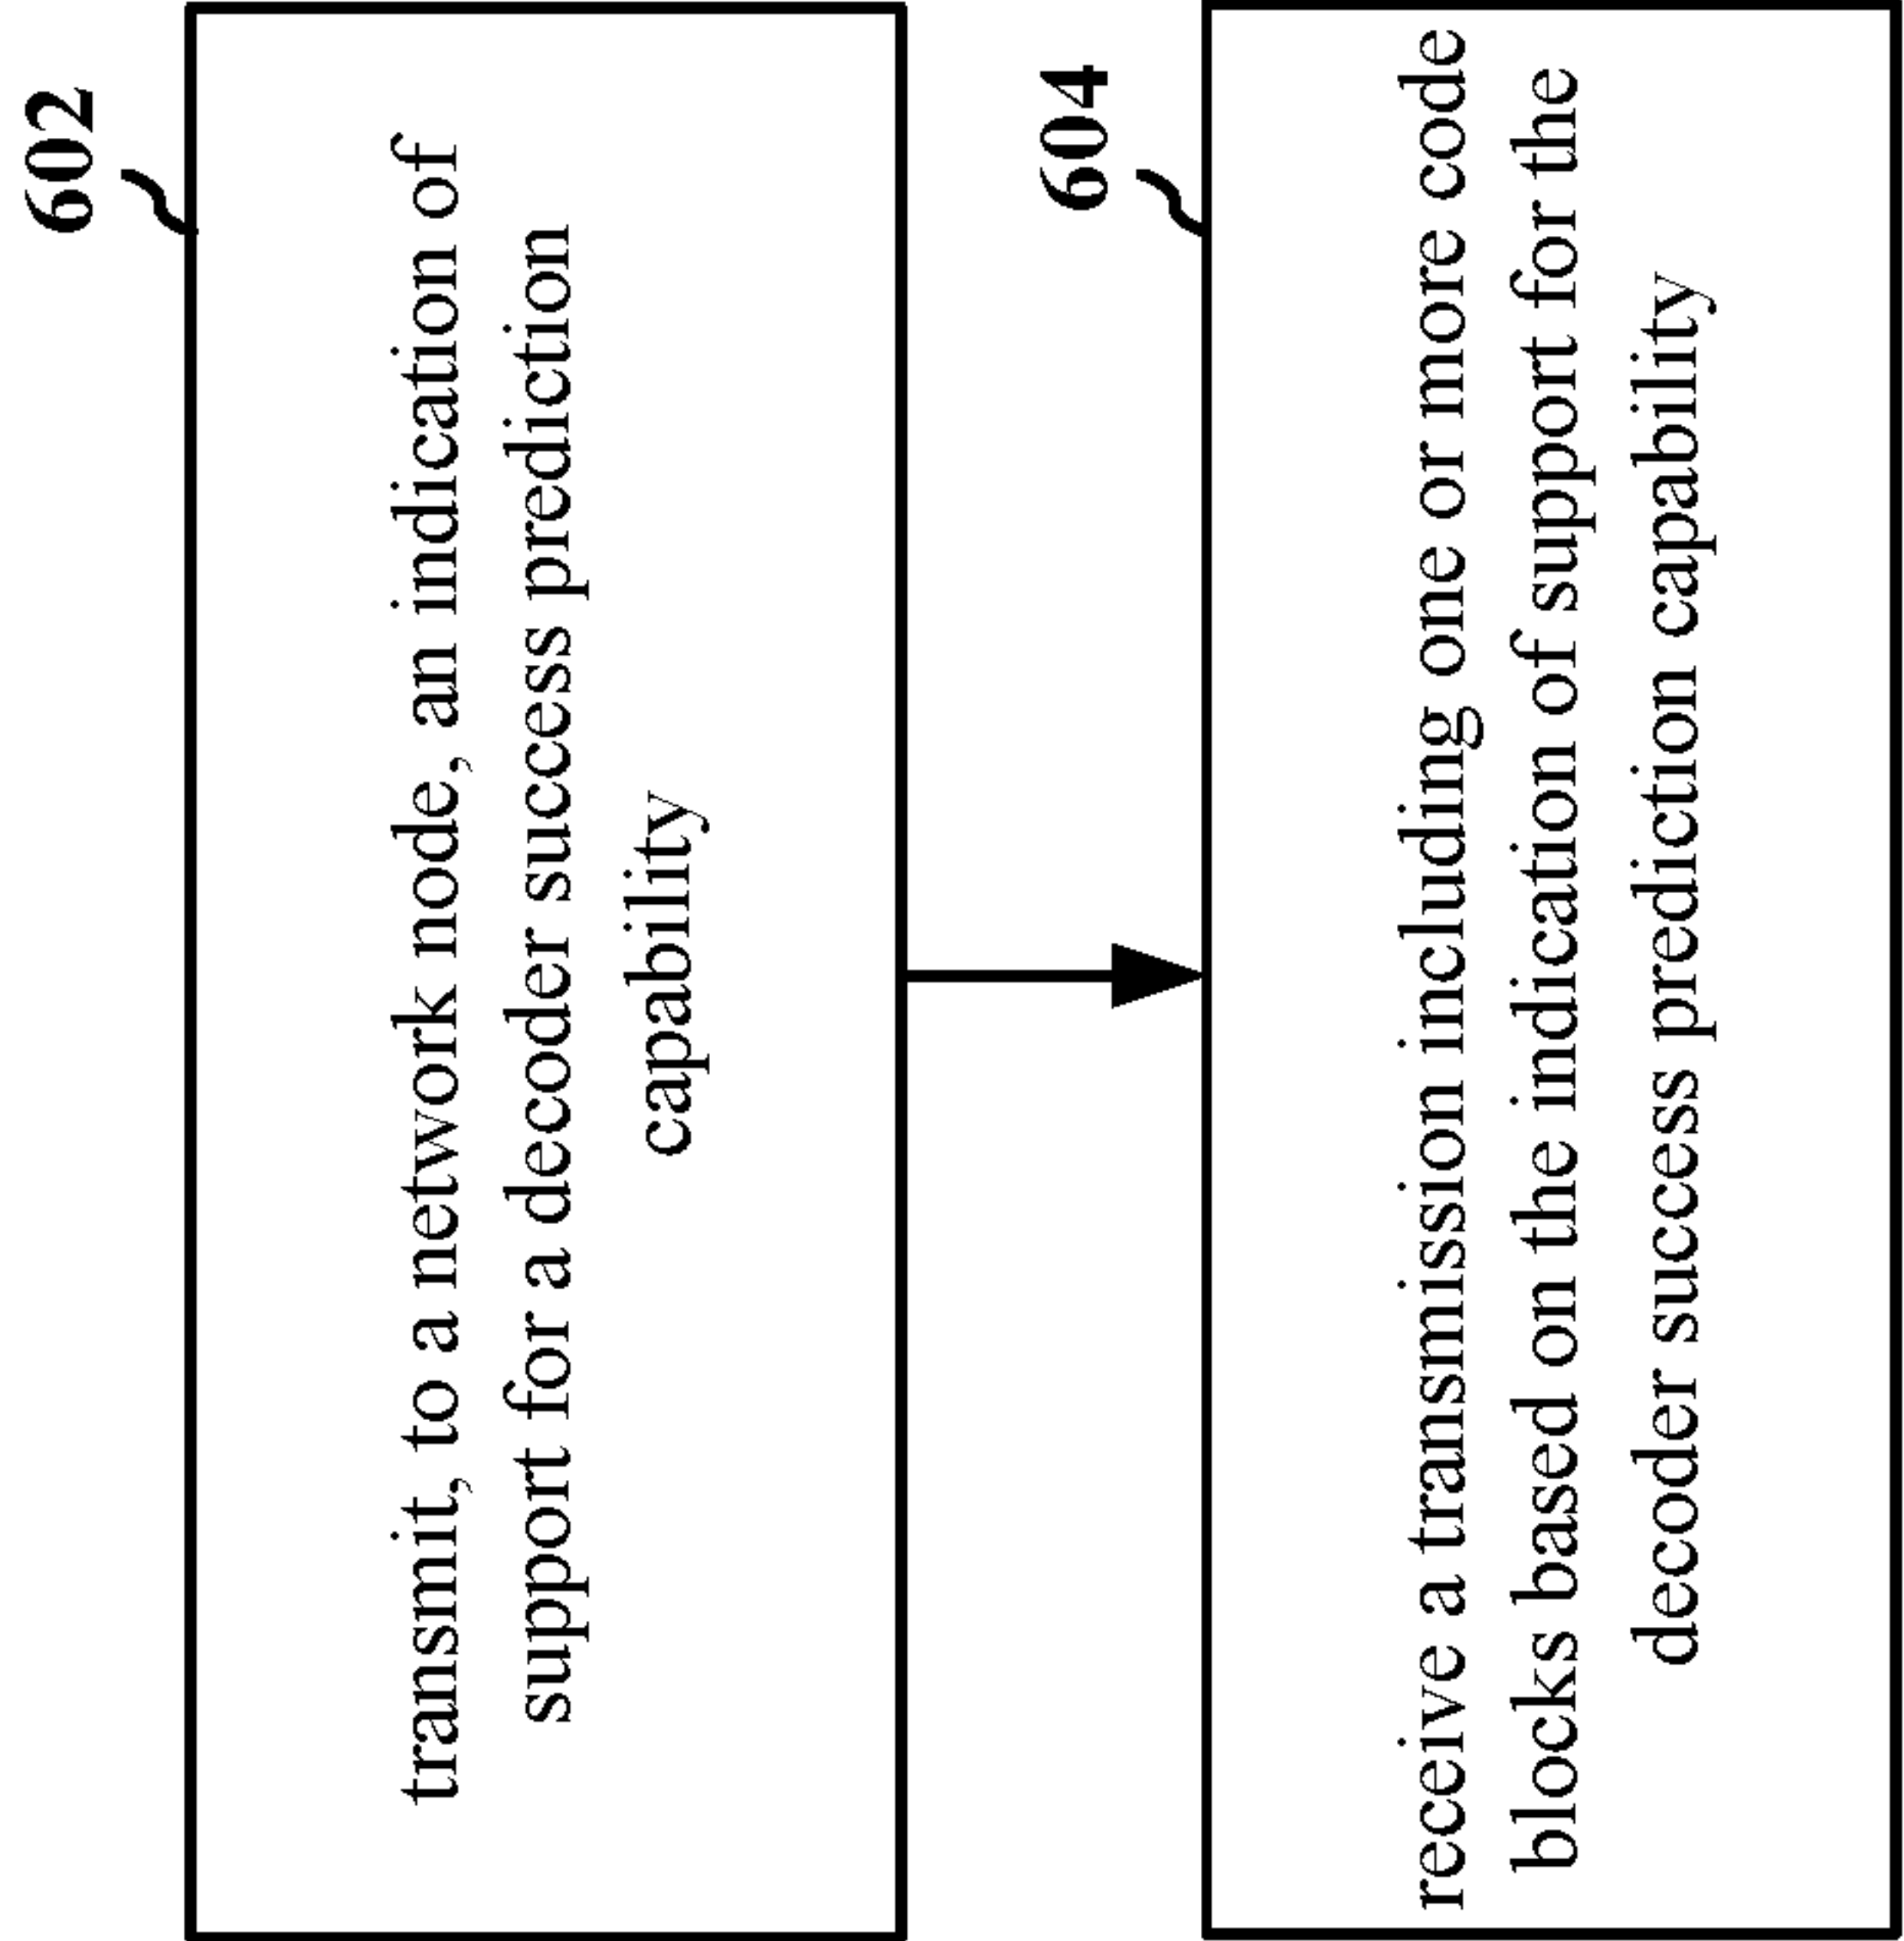 602
transmit, to a network node, an indication of
support for a decoder success prediction
capability
604
receive a transmission including one or more code
blocks based on the indication of support for the
decoder success prediction capability